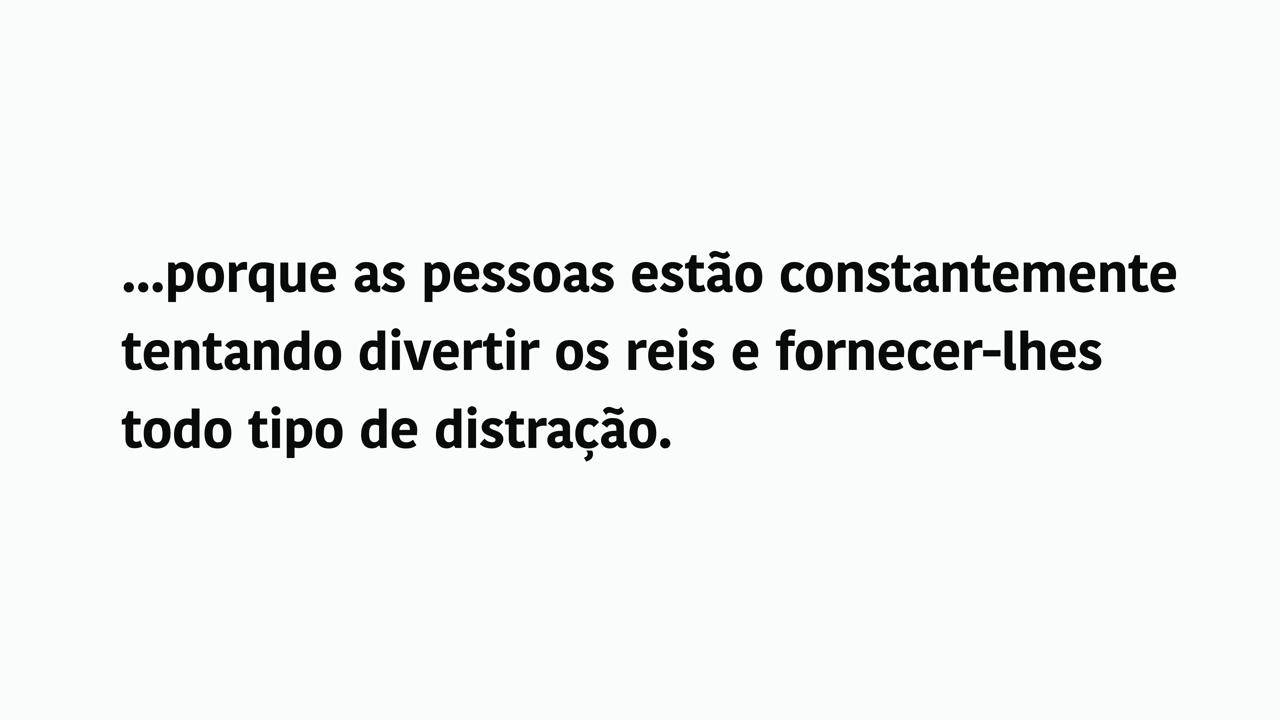 ...porque as pessoas estão constantemente
tentando divertir os reis e fornecer-lhes
todo tipo de distração.